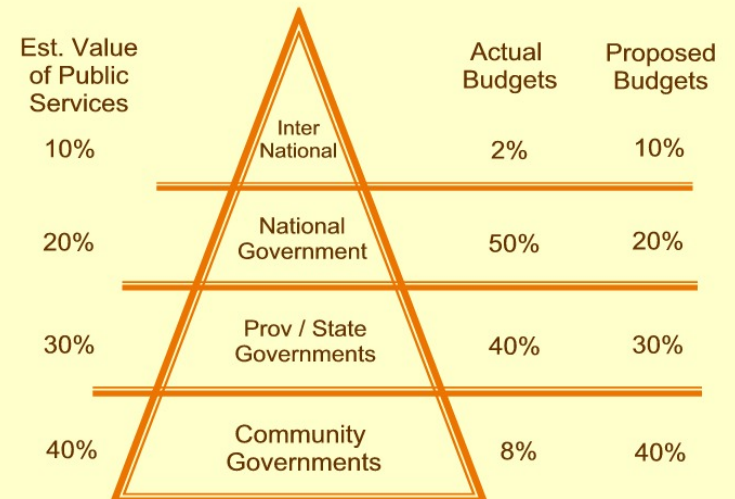 Est. Value
of Public
Services
Actual
Budgets
Proposed
Budgets
10%
Inter
National
2%
10%
20%
National
Government
50%
20%
30%
Prov / State
Governments
40%
30%
40%
Community
Governments
8%
40%